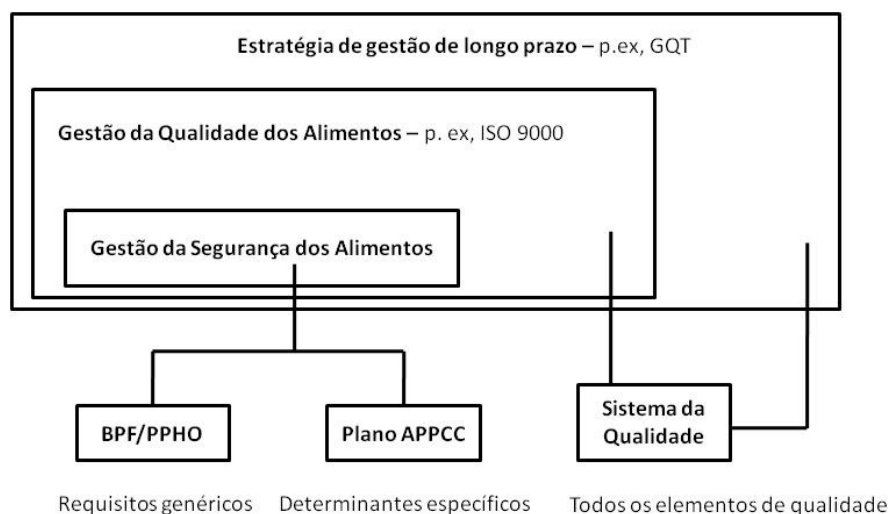 Estratégia de gestão de longo prazo – p.ex, GQT
Gestão da Qualidade dos Alimentos – p. ex, ISO 9000
Gestão da Segurança dos Alimentos
BPF/PPHO
Plano APPCC
Sistema da
Qualidade
Requisitos genéricos
Determinantes específicos
Todos os elementos de qualidade